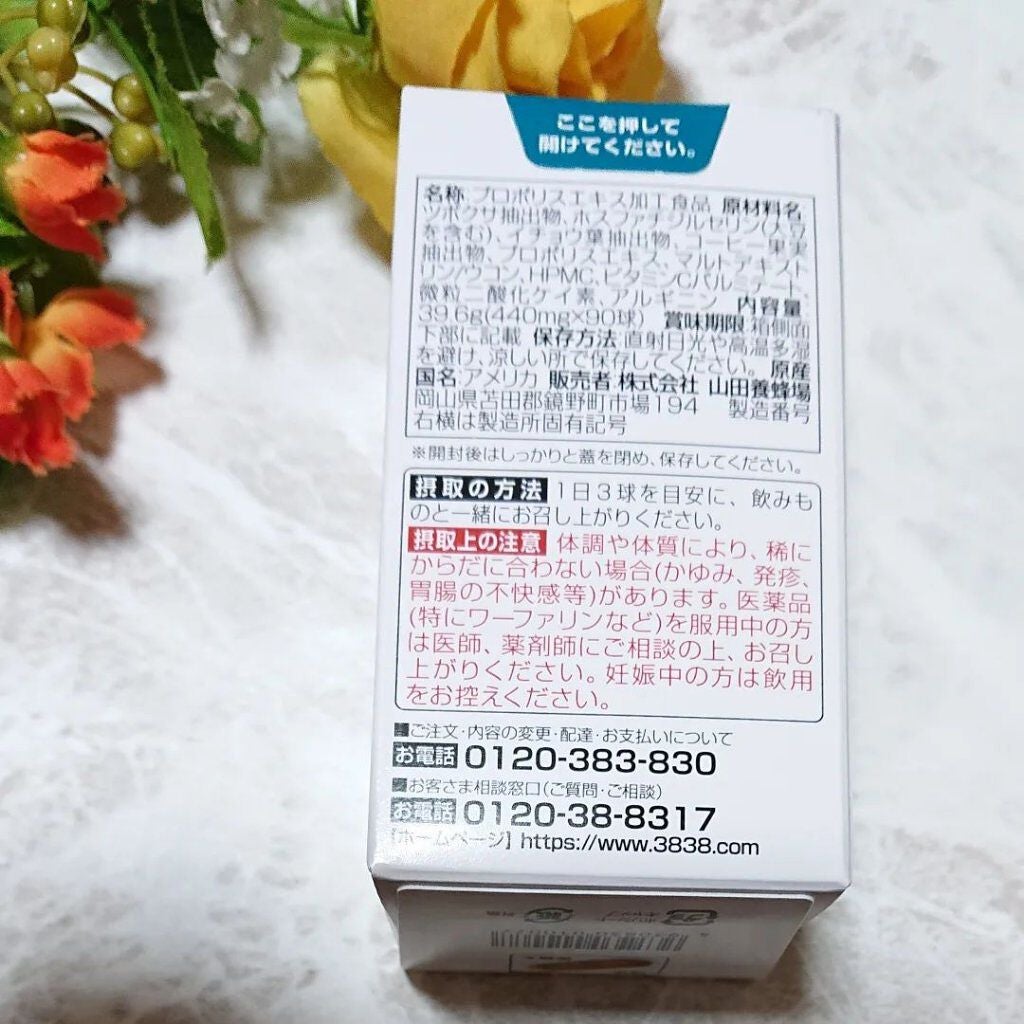 ここを押して
開けてください。
名称 プロポリスエキス加工食品 原材料名
ツボクサ抽出物、ホスファチジルセリン(大豆
を含む)、イチョウ葉抽出物、コーヒー果実
抽出物、プロポリスエキス、マルトデキスト
リン/ウコン、HPMC、ビタミンCパルミテート、
微粒二酸化ケイ素、アルギニン 内容量
39.6g(440mg×90球) 賞味期限 箱側面
下部に記載 保存方法 直射日光や高温多湿
を避け、涼しい所で保存してください。 原産
国名 アメリカ 販売者 株式会社 山田養蜂場
岡山県苫田郡鏡野町市場194 製造番号
右横は製造所固有記号
※開封後はしっかりと蓋を閉め、保存してください。
摂取の方法 1日3球を目安に、飲みも
のと一緒にお召し上がりください。
摂取上の注意 体調や体質により、稀に
からだに合わない場合(かゆみ、発疹、
胃腸の不快感等)があります。医薬品
(特にワーファリンなど)を服用中の方
は医師、薬剤師にご相談の上、お召し
上がりください。妊娠中の方は飲用
をお控えください。
■ご注文・内容の変更・配達・お支払いについて
お電話 0120-383-830
■お客さま相談窓口(ご質問・ご相談)
お電話 0120-38-8317
【ホームページ】 https://www.3838.com